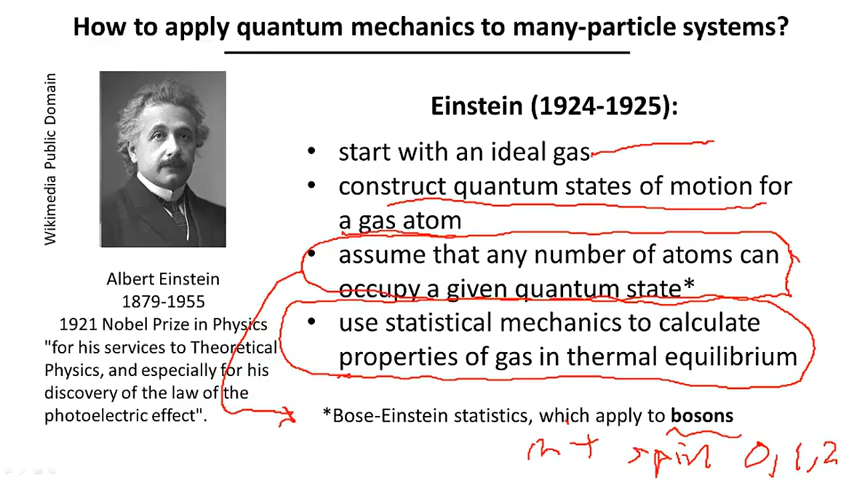 How to apply quantum mechanics to many-particle systems?
Wikimedia Public Domain
Albert Einstein
1879-1955
1921 Nobel Prize in Physics
"for his services to Theoretical
Physics, and especially for his
discovery of the law of the
photoelectric effect".
Einstein (1924-1925):
• start with an ideal gas
• construct quantum states of motion for
a gas atom
• assume that any number of atoms can
occupy a given quantum state*
• use statistical mechanics to calculate
properties of gas in thermal equilibrium
*Bose-Einstein statistics, which apply to bosons
int spin 0, 1, 2